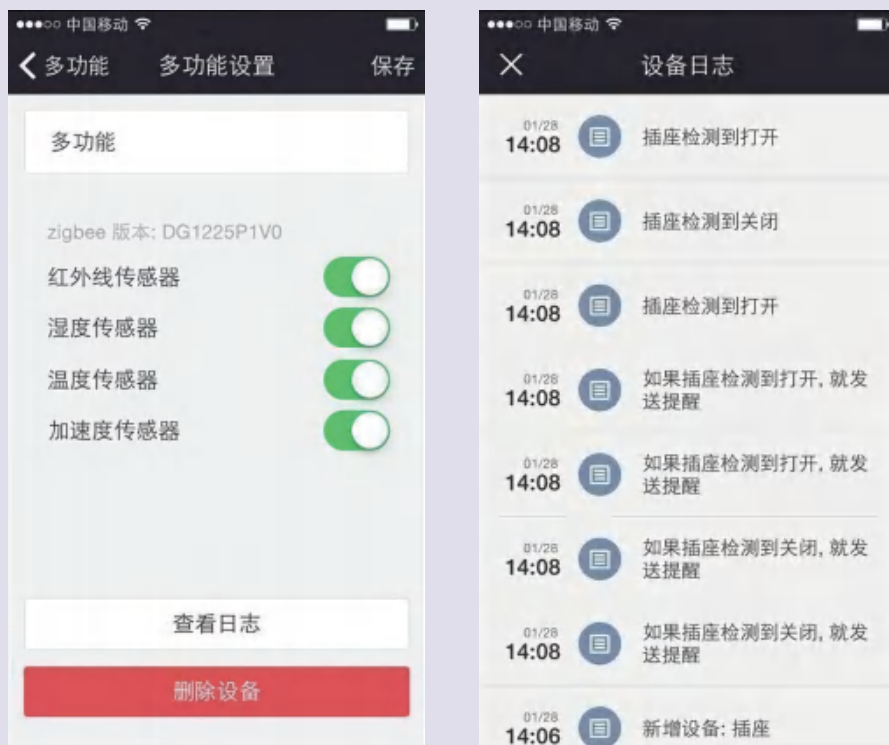 中国移动
多功能 多功能设置 保存
多功能
zigbee 版本: DG1225P1V0
红外线传感器
湿度传感器
温度传感器
加速度传感器
查看日志
删除设备
中国移动
设备日志
01/28
14:08 插座检测到打开
01/28
14:08 插座检测到关闭
01/28
14:08 插座检测到打开
01/28
14:08 如果插座检测到打开, 就发
送提醒
01/28
14:08 如果插座检测到打开, 就发
送提醒
01/28
14:08 如果插座检测到关闭, 就发
送提醒
01/28
14:08 如果插座检测到关闭, 就发
送提醒
01/28
14:06 新增设备: 插座